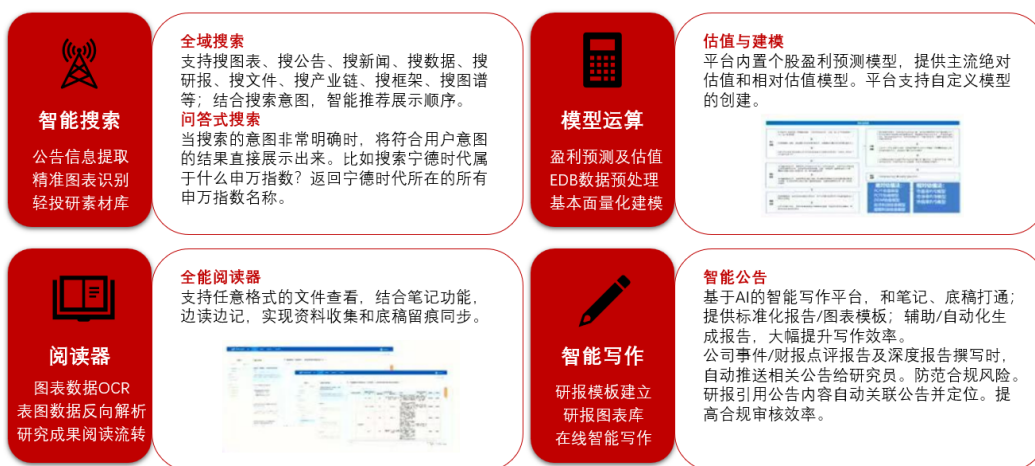 智能搜索
公告信息提取
精准图表识别
轻投研素材库
全域搜索
支持搜图表、搜公告、搜新闻、搜数据、搜
研报、搜文件、搜产业链、搜框架、搜图谱
等；结合搜索意图，智能推荐展示顺序。
问答式搜索
当搜索的意图非常明确时，将符合用户意图
的结果直接展示出来。比如搜索宁德时代属
于什么申万指数？返回宁德时代所在的所有
申万指数名称。
模型运算
盈利预测及估值
EDB数据预处理
基本面量化建模
估值与建模
平台内置个股盈利预测模型，提供主流绝对
估值和相对估值模型。平台支持自定义模型
的创建。
阅读器
图表数据OCR
表图数据反向解析
研究成果阅读流转
全能阅读器
支持任意格式的文件查看，结合笔记功能，
边读边记，实现资料收集和底稿留痕同步。
智能写作
研报模板建立
研报图表库
在线智能写作
智能公告
基于AI的智能写作平台，和笔记、底稿打通；
提供标准化报告/图表模板；辅助/自动化生
成报告，大幅提升写作效率。
公司事件/财报点评报告及深度报告撰写时，
自动推送相关公告给研究员。防范合规风险。
研报引用公告内容自动关联公告并定位。提
高合规审核效率。